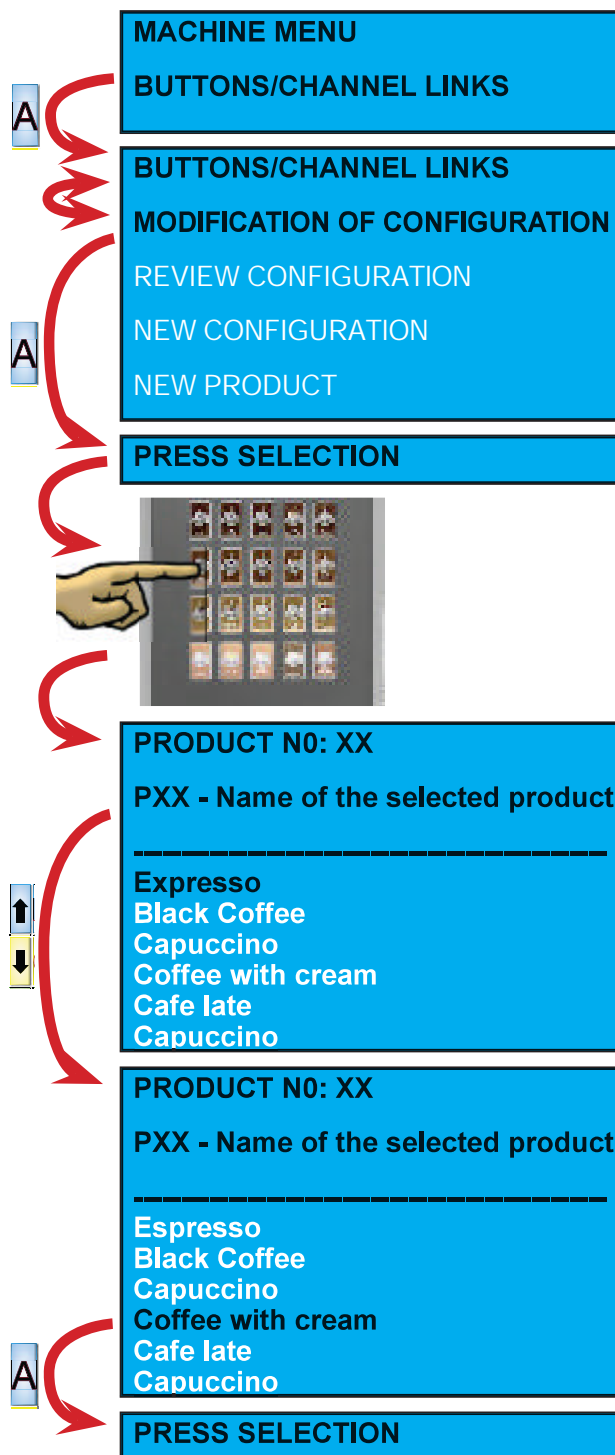 MACHINE MENU
BUTTONS/CHANNEL LINKS
A
BUTTONS/CHANNEL LINKS
MODIFICATION OF CONFIGURATION
REVIEW CONFIGURATION
A
NEW CONFIGURATION
NEW PRODUCT
PRESS SELECTION
PRODUCT N0: XX
PXX - Name of the selected product
Expresso
Black Coffee
Capuccino
Coffee with cream
Cafe late
Capuccino
PRODUCT N0: XX
PXX - Name of the selected product
Espresso
Black Coffee
Capuccino
Coffee with cream
Cafe late
A
Capuccino
PRESS SELECTION